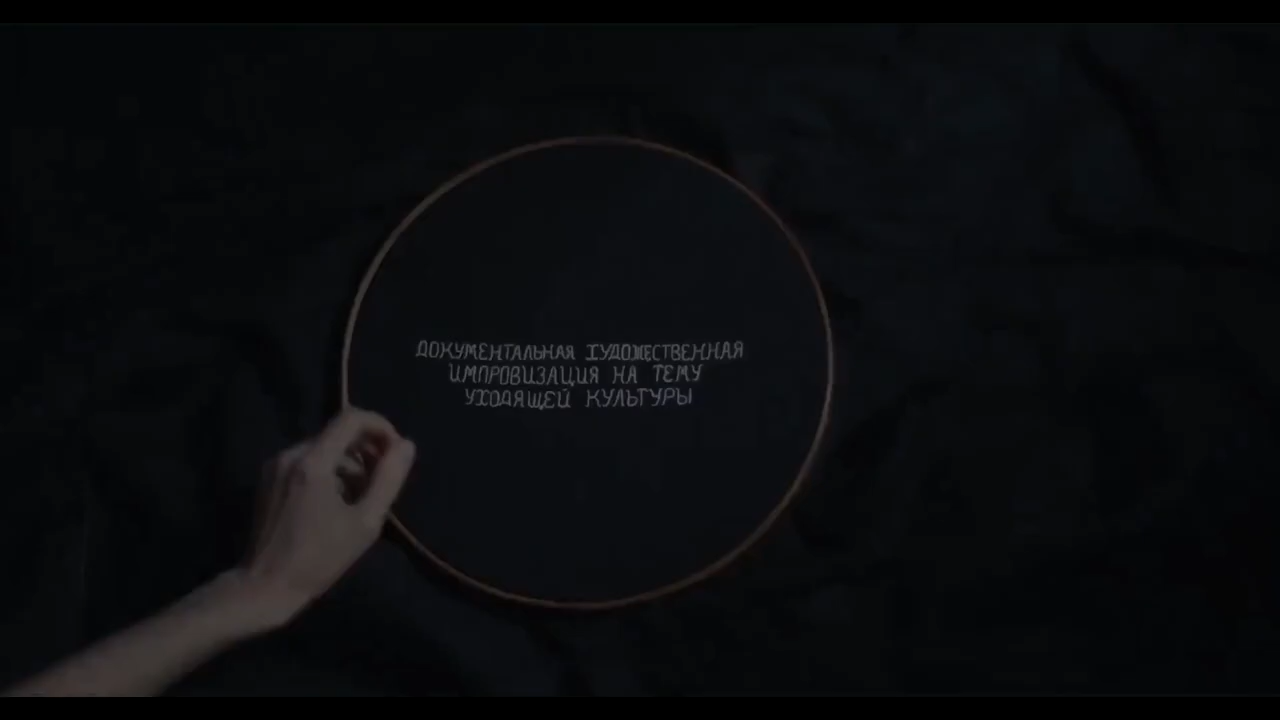 ДОКУМЕНТАЛЬНАЯ ХУДОЖЕСТВЕННАЯ
ИМПРОВИЗАЦИЯ НА ТЕМУ
УХОДЯЩЕЙ КУЛЬТУРЫ